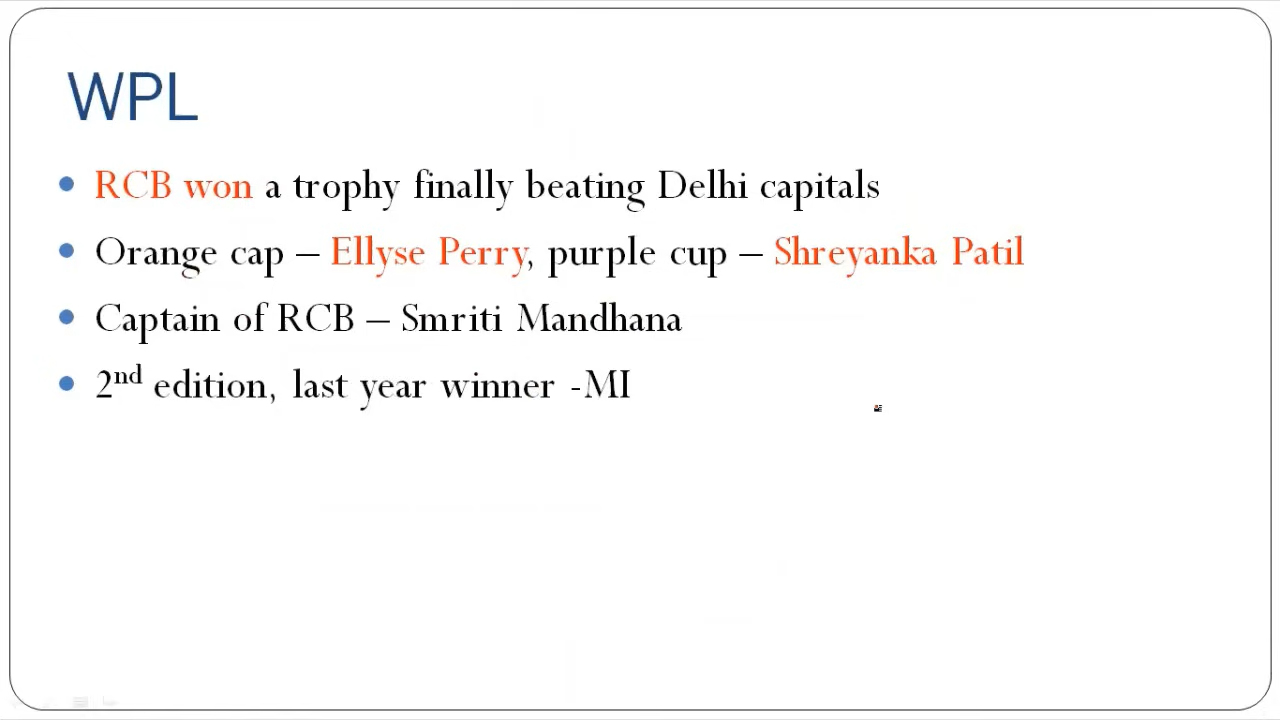 WPL
• RCB won a trophy finally beating Delhi capitals
• Orange cap – Ellyse Perry, purple cup – Shreyanka Patil
• Captain of RCB – Smriti Mandhana
• 2nd edition, last year winner -MI